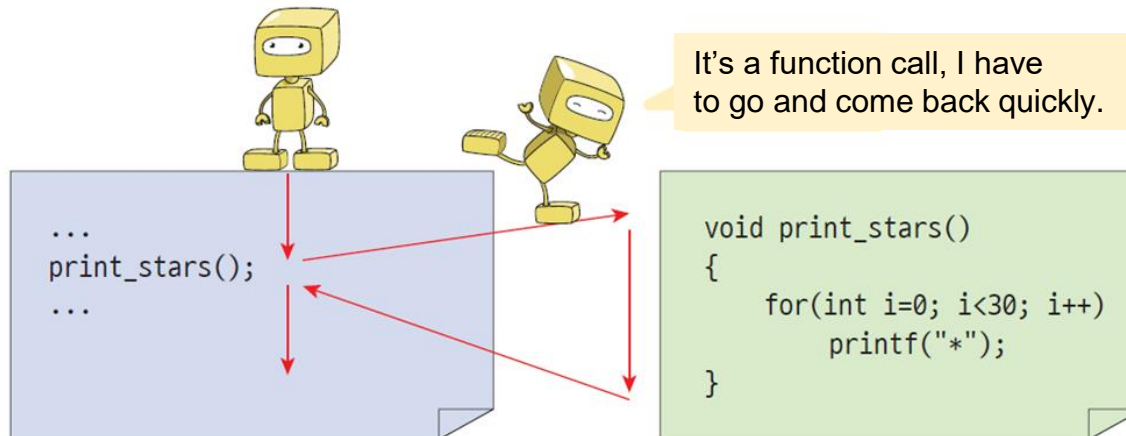 It’s a function call, I have
to go and come back quickly.
...
print_stars();
...
void print_stars()
{
    for(int i=0; i<30; i++)
        printf("*");
}